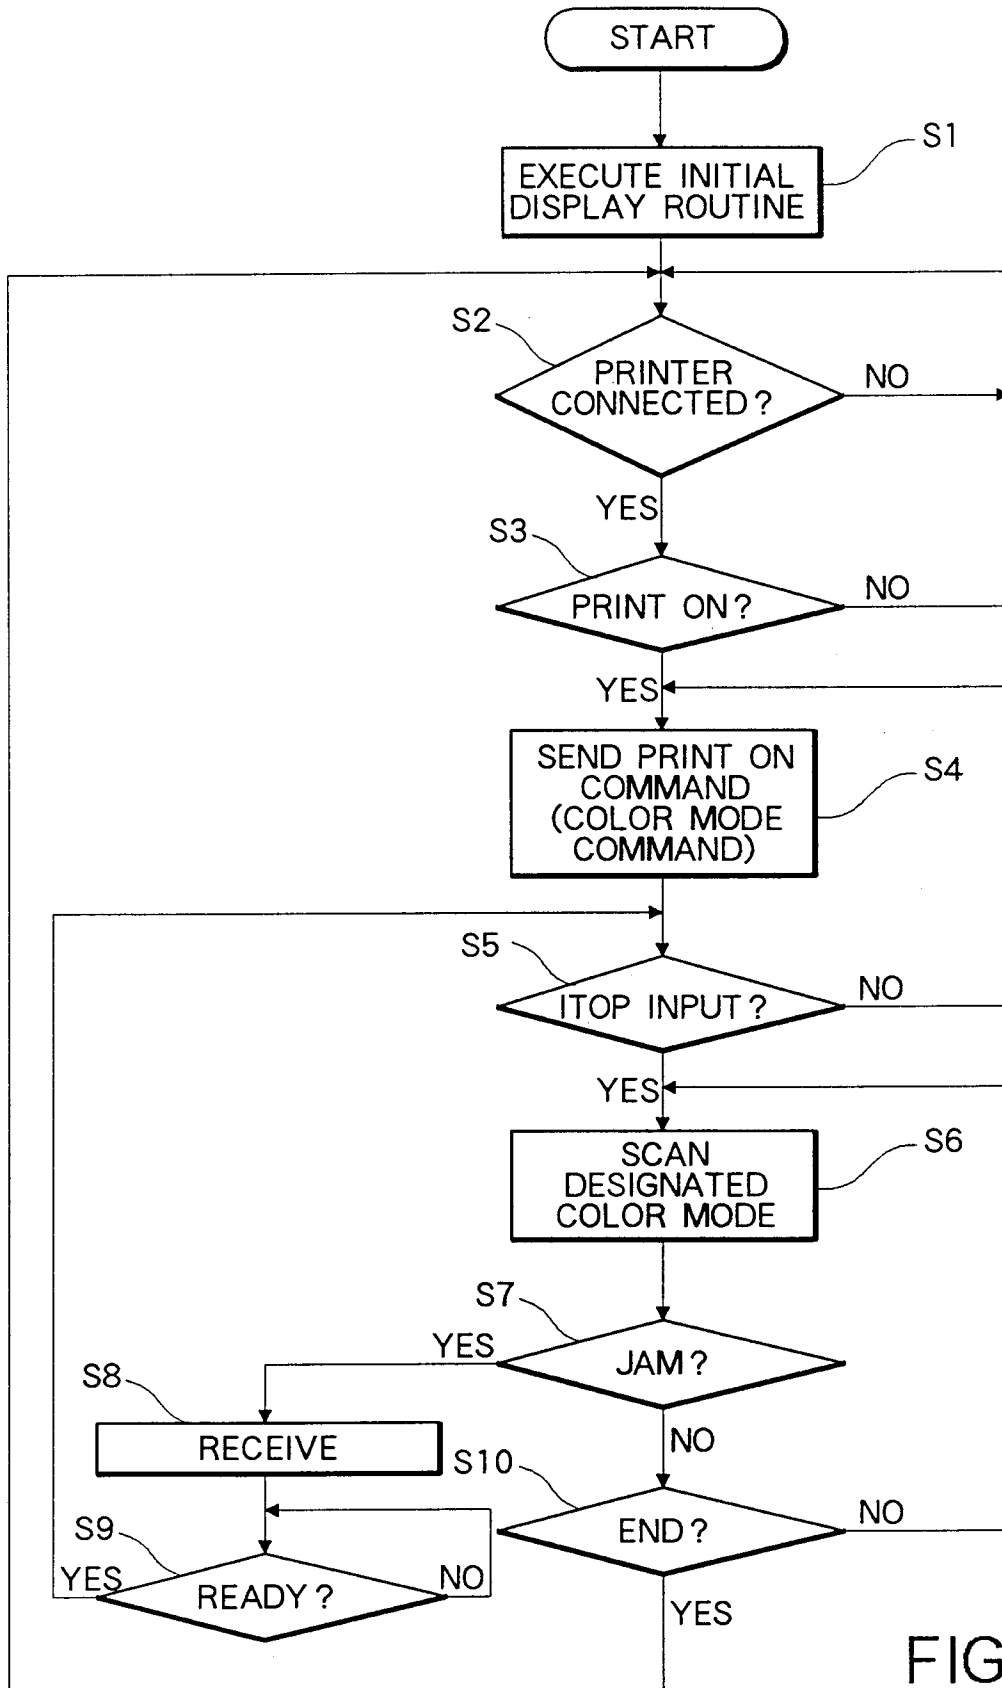 START
S1
EXECUTE INITIAL
DISPLAY ROUTINE
S2
PRINTER
CONNECTED?
NO
YES
S3
PRINT ON?
NO
YES
SEND PRINT ON
COMMAND
(COLOR MODE
COMMAND)
S4
S5
ITOP INPUT?
NO
YES
SCAN
DESIGNATED
COLOR MODE
S6
S7
YES
JAM?
S8
RECEIVE
NO
S10
END?
NO
S9
YES
READY?
NO
YES
FIG